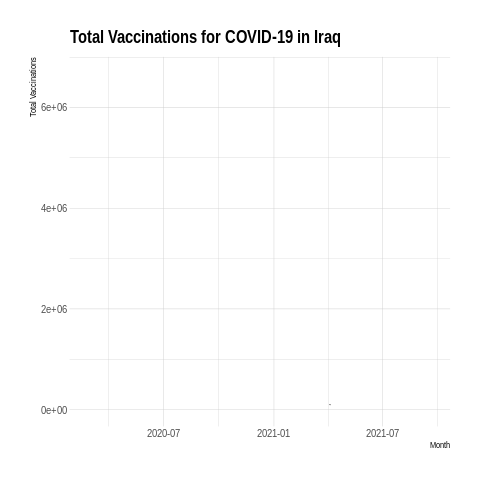 Total Vaccinations for COVID-19 in Iraq
Total Vaccinations
6e+06
4e+06
2e+06
0e+00
2020-07 2021-01 2021-07
Month